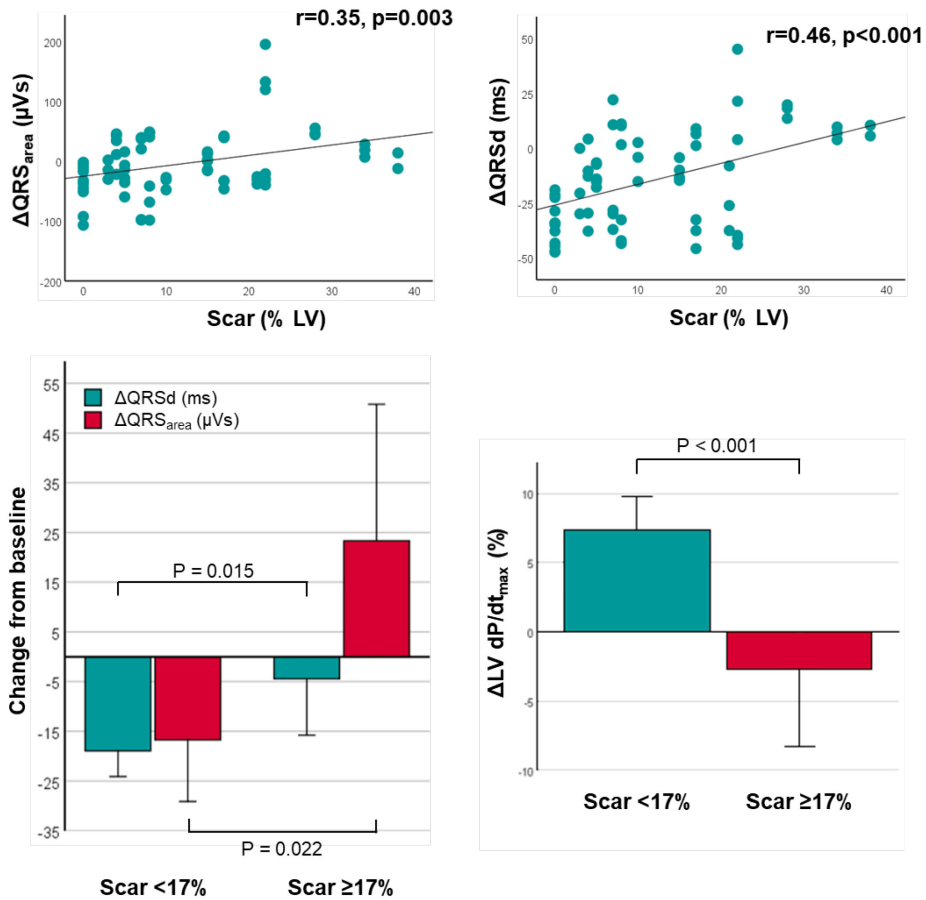 r=0.35, p=0.003
ΔQRSarea (µVs)
200
100
0
-100
-200
0
10
20
30
40
Scar (% LV)
r=0.46, p<0.001
ΔQRSd (ms)
50
25
0
-25
-50
0
10
20
30
40
Scar (% LV)
Change from baseline
55
45
35
25
15
5
-5
-15
-25
-35
ΔQRSd (ms)
ΔQRSarea (µVs)
P = 0.015
P = 0.022
Scar <17%
Scar ≥17%
ΔLV dP/dtmax (%)
10
5
0
-5
-10
P < 0.001
Scar <17%
Scar ≥17%